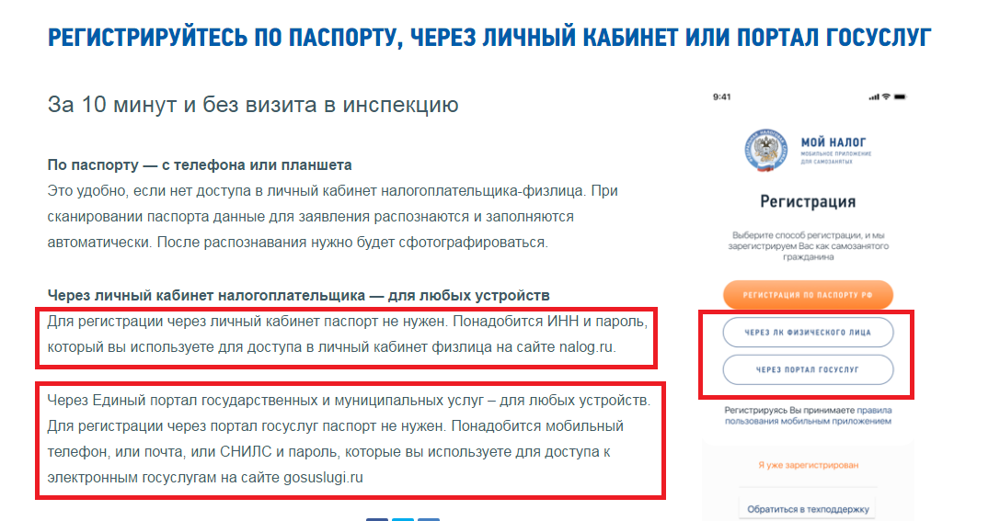 РЕГИСТРИРУЙТЕСЬ ПО ПАСПОРТУ, ЧЕРЕЗ ЛИЧНЫЙ КАБИНЕТ ИЛИ ПОРТАЛ ГОСУСЛУГ
За 10 минут и без визита в инспекцию
По паспорту — с телефона или планшета
Это удобно, если нет доступа в личный кабинет налогоплательщика-физлица. При
сканировании паспорта данные для заявления распознаются и заполняются
автоматически. После распознавания нужно будет сфотографироваться.
Через личный кабинет налогоплательщика — для любых устройств
Для регистрации через личный кабинет паспорт не нужен. Понадобится ИНН и пароль,
который вы используете для доступа в личный кабинет физлица на сайте nalog.ru.
Через Единый портал государственных и муниципальных услуг – для любых устройств.
Для регистрации через портал госуслуг паспорт не нужен. Понадобится мобильный
телефон, или почта, или СНИЛС и пароль, которые вы используете для доступа к
электронным госуслугам на сайте gosuslugi.ru
9:41
МОЙ НАЛОГ
МОБИЛЬНОЕ ПРИЛОЖЕНИЕ
ДЛЯ САМОЗАНЯТЫХ
Регистрация
Выберите способ регистрации, и мы
зарегистрируем Вас как самозанятого
гражданина
РЕГИСТРАЦИЯ ПО ПАСПОРТУ РФ
ЧЕРЕЗ ЛК ФИЗИЧЕСКОГО ЛИЦА
ЧЕРЕЗ ПОРТАЛ ГОСУСЛУГ
Регистрируясь Вы принимаете правила
пользования мобильным приложением
Я уже зарегистрирован
Обратиться в техподдержку